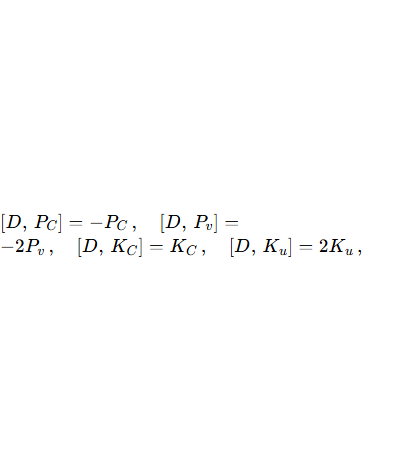 [D, P_C] = −P_C , [D, P_v] =
−2P_v , [D, K_C] = K_C , [D, K_u] = 2K_u ,